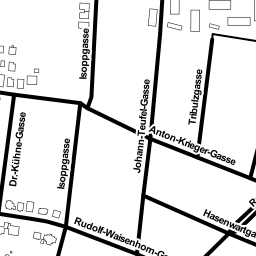 Isoppgasse
Tribulzgasse
Johann-Teufel-Gasse
Anton-Krieger-Gasse
Dr.-Kühne-Gasse
Isoppgasse
Hasenwartga
Rudolf-Waisenhorn-G